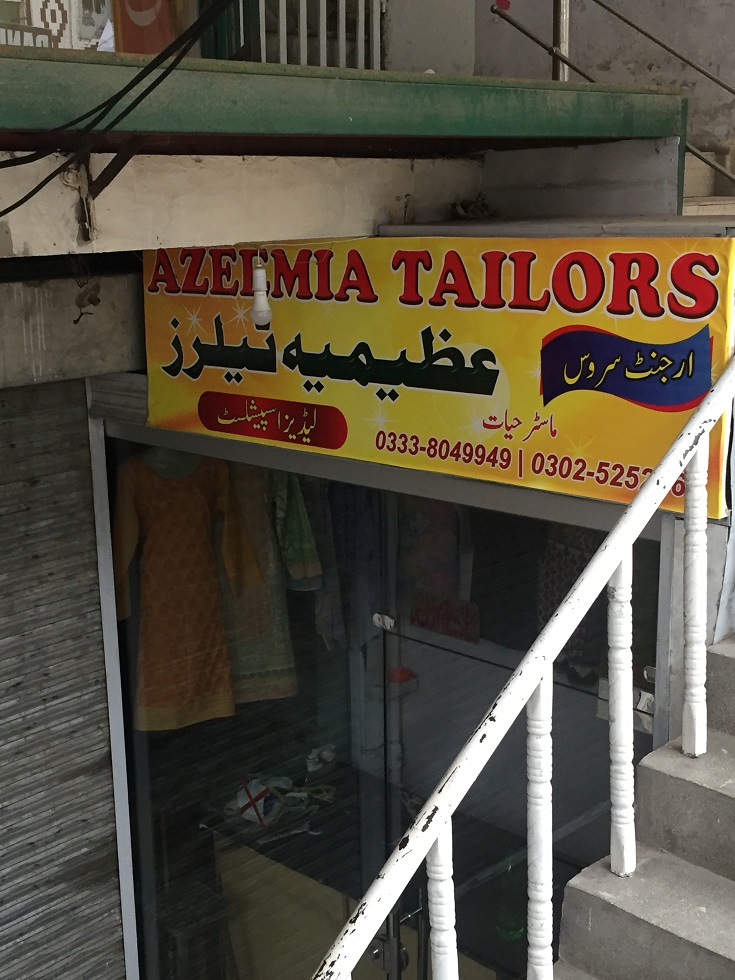 AZEEMIA TAILORS
عظیمیہ ٹیلرز
ارجنٹ سروس
لیڈیز اسپیشلسٹ
ماسٹر حیات
0333-8049949 |